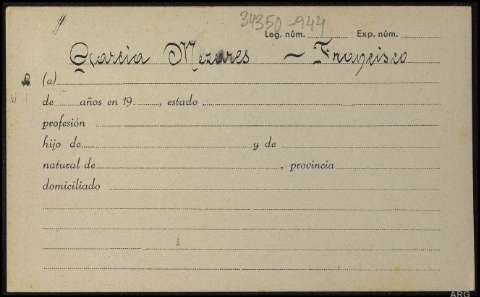 34350 944
Leg. núm. Exp. núm.
Garcia Mezares - Francisco
(a)
de años en 19 , estado
profesión
hijo de y de
natural de , provincia
domiciliado
ARG